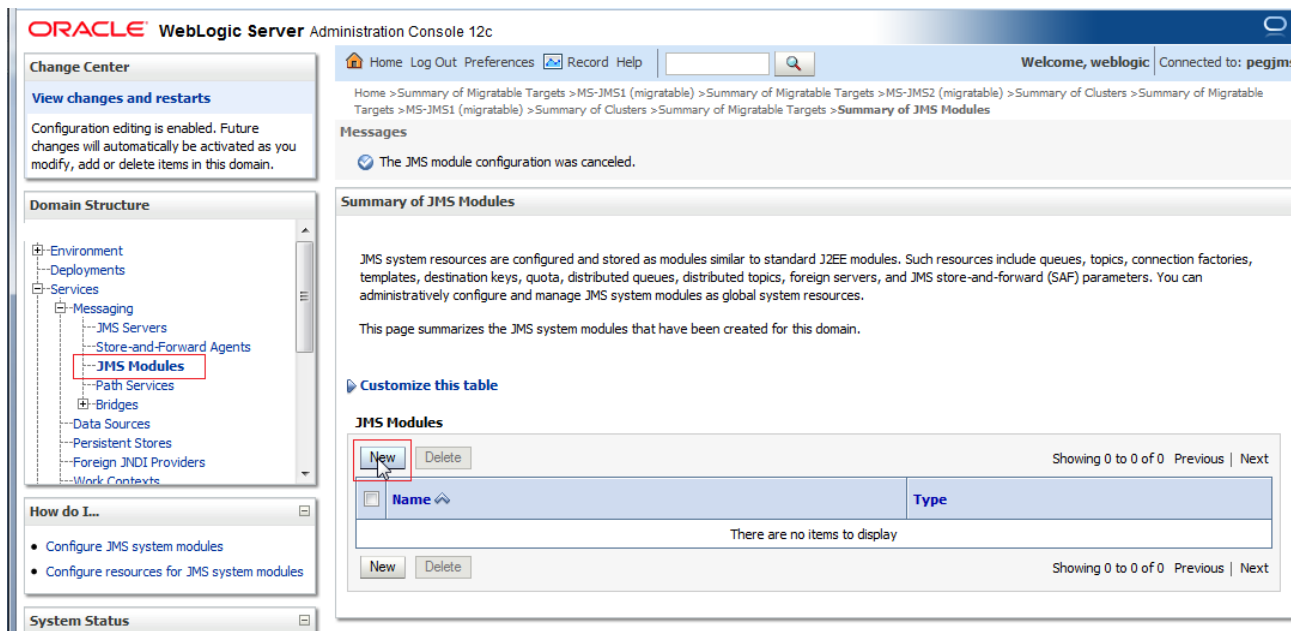 ORACLE WebLogic Server Administration Console 12c
Change Center
View changes and restarts
Configuration editing is enabled. Future
changes will automatically be activated as you
modify, add or delete items in this domain.
Domain Structure
Environment
Deployments
Services
Messaging
JMS Servers
Store-and-Forward Agents
JMS Modules
Path Services
Bridges
Data Sources
Persistent Stores
Foreign JNDI Providers
Work Contexts
How do I...
Configure JMS system modules
Configure resources for JMS system modules
System Status
Home Log Out Preferences Record Help
Welcome, weblogic Connected to: pegjms
Home >Summary of Migratable Targets >MS-JMS1 (migratable) >Summary of Migratable Targets >MS-JMS2 (migratable) >Summary of Clusters >Summary of Migratable
Targets >MS-JMS1 (migratable) >Summary of Clusters >Summary of Migratable Targets >Summary of JMS Modules
Messages
The JMS module configuration was canceled.
Summary of JMS Modules
JMS system resources are configured and stored as modules similar to standard J2EE modules. Such resources include queues, topics, connection factories,
templates, destination keys, quota, distributed queues, distributed topics, foreign servers, and JMS store-and-forward (SAF) parameters. You can
administratively configure and manage JMS system modules as global system resources.
This page summarizes the JMS system modules that have been created for this domain.
Customize this table
JMS Modules
New Delete Showing 0 to 0 of 0 Previous | Next
Name Type
There are no items to display
New Delete Showing 0 to 0 of 0 Previous | Next